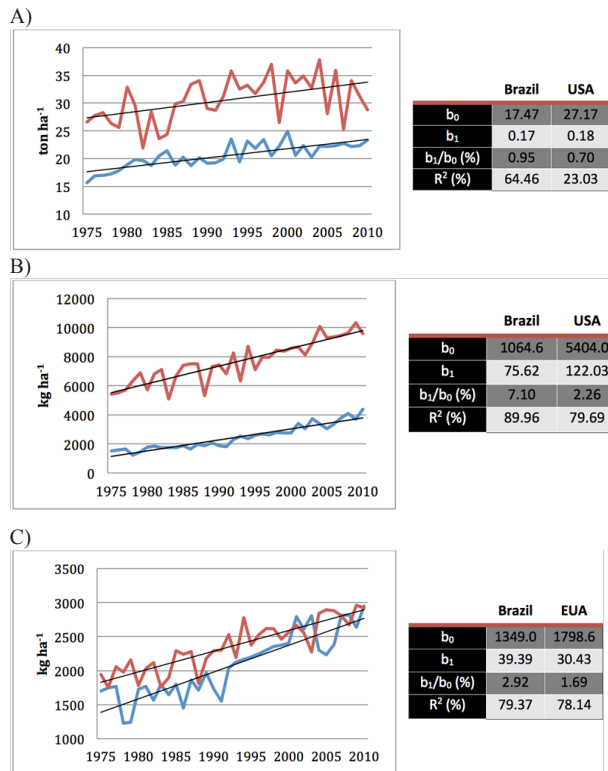 A)
40
35
30
25
20
15
10
ton ha⁻¹
1975 1980 1985 1990 1995 2000 2005 2010
Brazil USA
b₀ 17.47 27.17
b₁ 0.17 0.18
b₁/b₀ (%) 0.95 0.70
R² (%) 64.46 23.03
B)
12000
10000
8000
6000
4000
2000
0
kg ha⁻¹
1975 1980 1985 1990 1995 2000 2005 2010
Brazil USA
b₀ 1064.6 5404.0
b₁ 75.62 122.03
b₁/b₀ (%) 7.10 2.26
R² (%) 89.96 79.69
C)
3500
3000
2500
2000
1500
1000
kg ha⁻¹
1975 1980 1985 1990 1995 2000 2005 2010
Brazil EUA
b₀ 1349.0 1798.6
b₁ 39.39 30.43
b₁/b₀ (%) 2.92 1.69
R² (%) 79.37 78.14